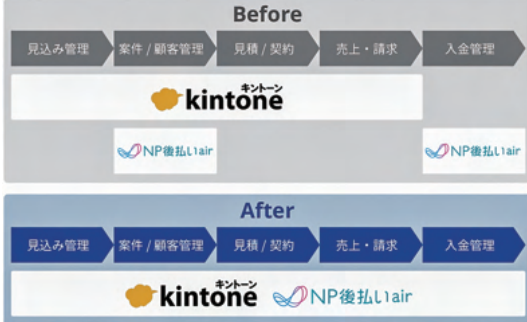 Before
見込み管理 案件 / 顧客管理 見積 / 契約 売上・請求 入金管理
キントーン
kintone
NP後払いair NP後払いair
After
見込み管理 案件 / 顧客管理 見積 / 契約 売上・請求 入金管理
キントーン
kintone NP後払いair